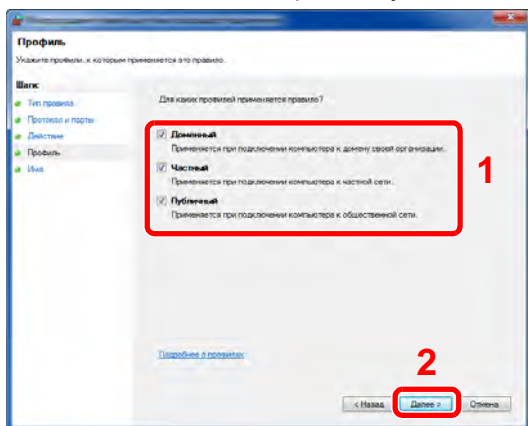 Профиль
Укажите профили, к которым применяется это правило.
Шаги:
Тип правила
Протокол и порты
Действие
Профиль
Имя
Для каких профилей применяется правило?
Доменный
Применяется при подключении компьютера к домену своей организации.
Частный
Применяется при подключении компьютера к частной сети.
Публичный
Применяется при подключении компьютера к общественной сети.
1
Подробнее о профилях
2
< Назад
Далее >
Отмена